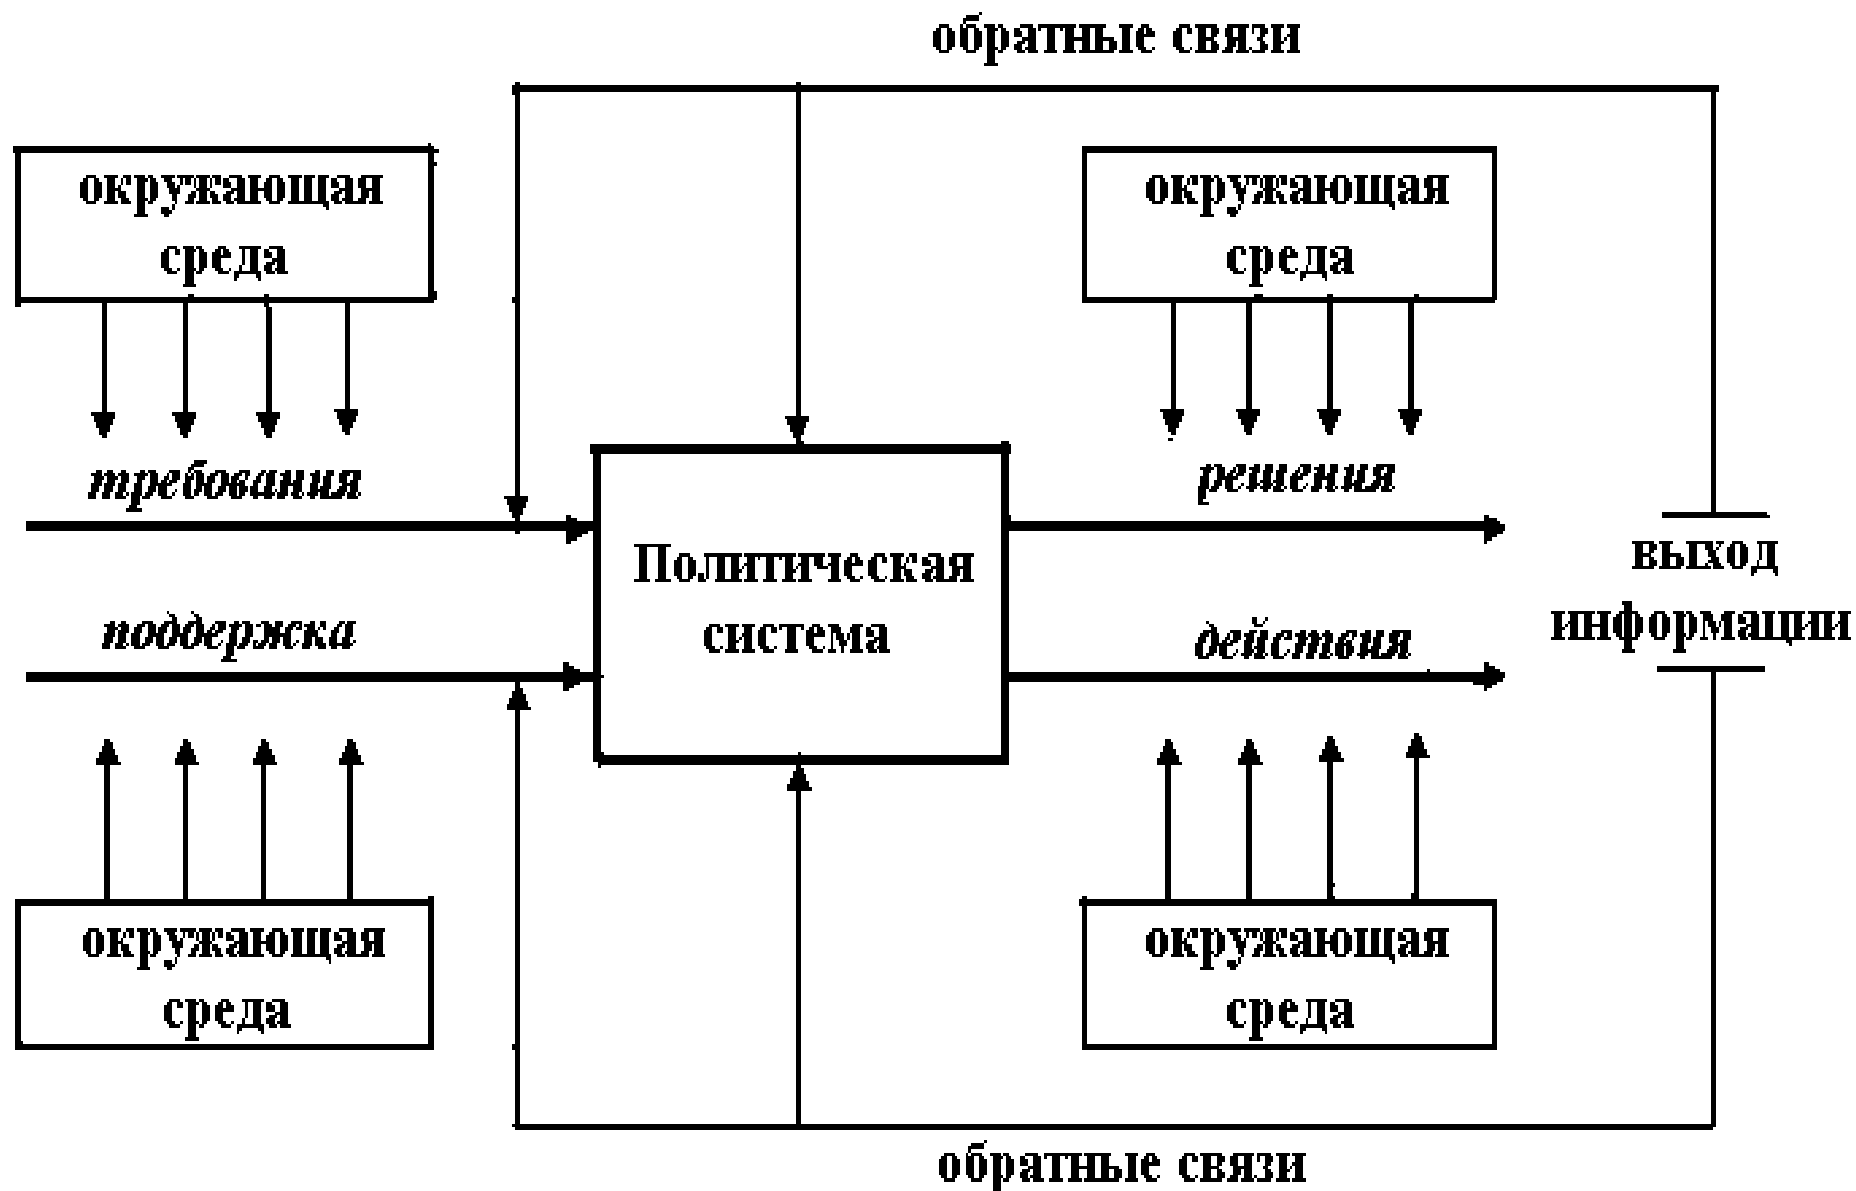 обратные связи
окружающая
среда
окружающая
среда
требования
решения
Политическая
система
выход
информации
поддержка
действия
окружающая
среда
окружающая
среда
обратные связи